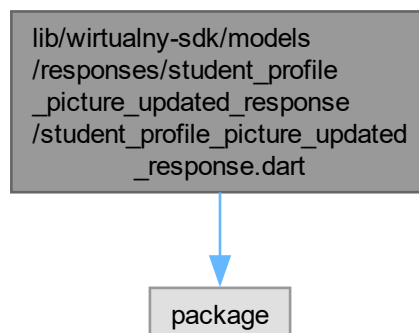 lib/wirtualny-sdk/models
/responses/student_profile
_picture_updated_response
/student_profile_picture_updated
_response.dart
package